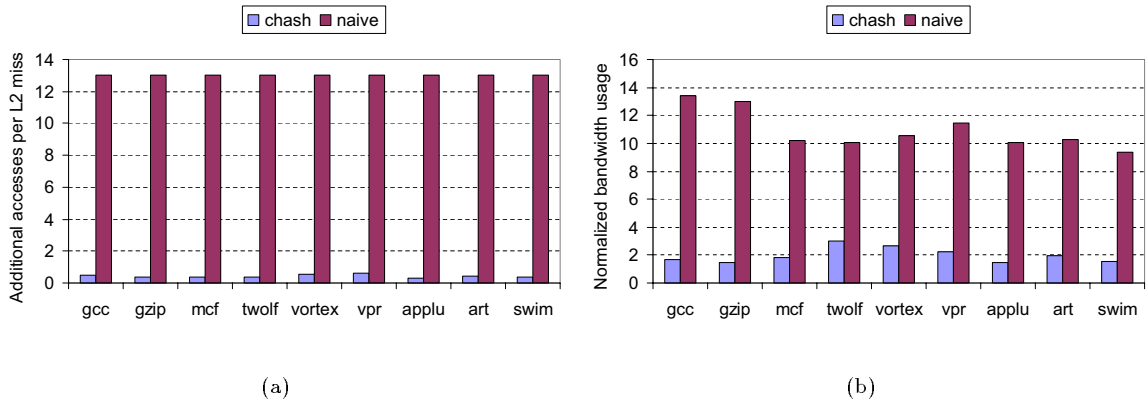 chash naive
Additional accesses per L2 miss
14
12
10
8
6
4
2
0
gcc gzip mcf twolf vortex vpr applu art swim
(a)
chash naive
Normalized bandwidth usage
16
14
12
10
8
6
4
2
0
gcc gzip mcf twolf vortex vpr applu art swim
(b)